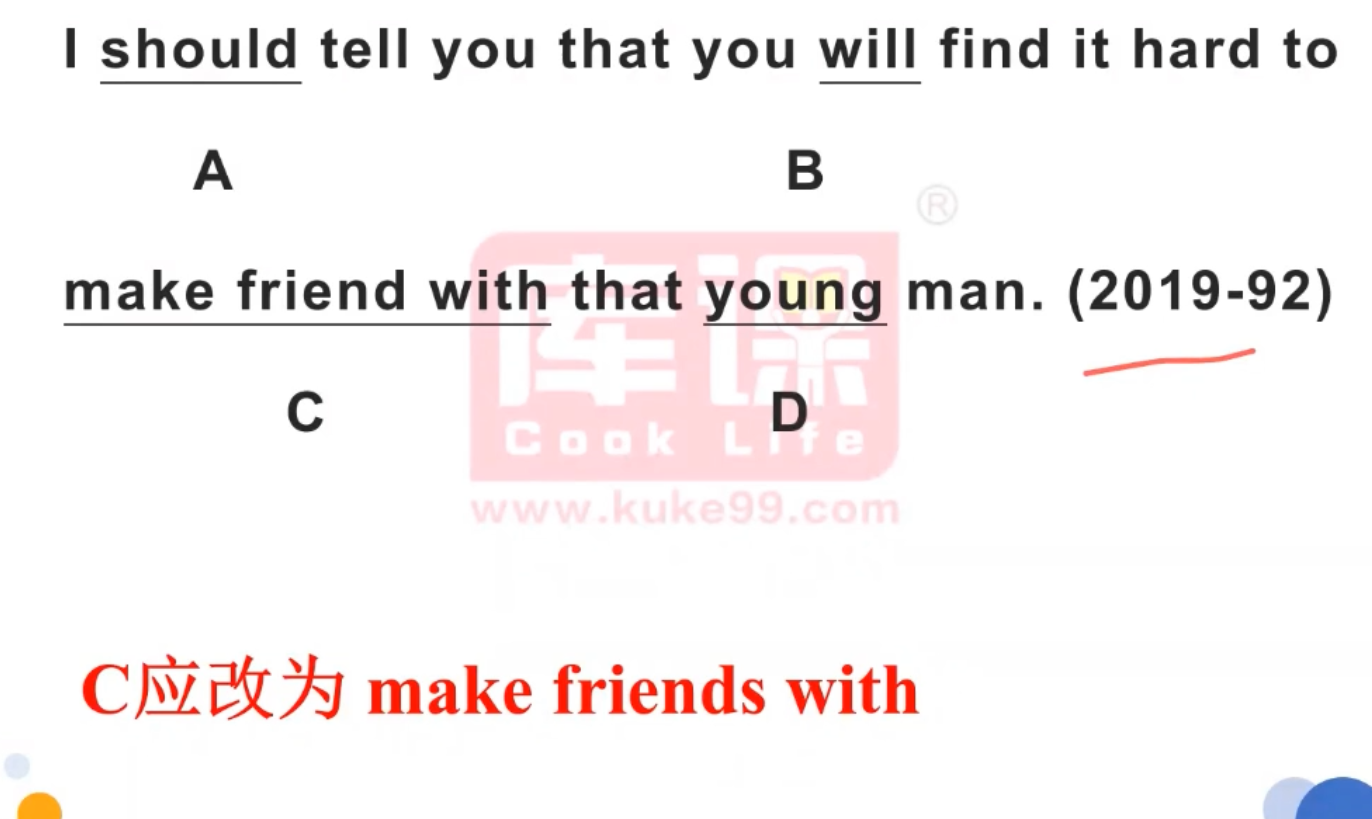 I should tell you that you will find it hard to
A B
®
make friend with that young man. (2019-92)
库课
C D
Cook Life
www.kuke99.com
C应改为 make friends with